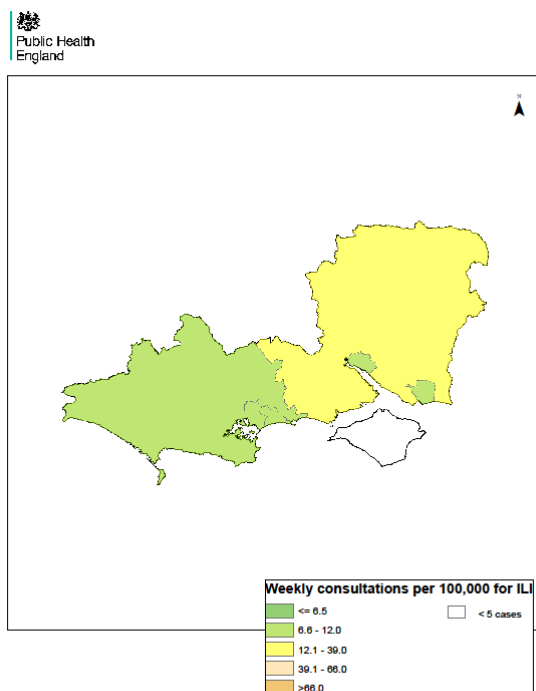 Public Health
England
N
Weekly consultations per 100,000 for ILI
<= 6.5
< 5 cases
6.6 - 12.0
12.1 - 39.0
39.1 - 66.0
>66.0